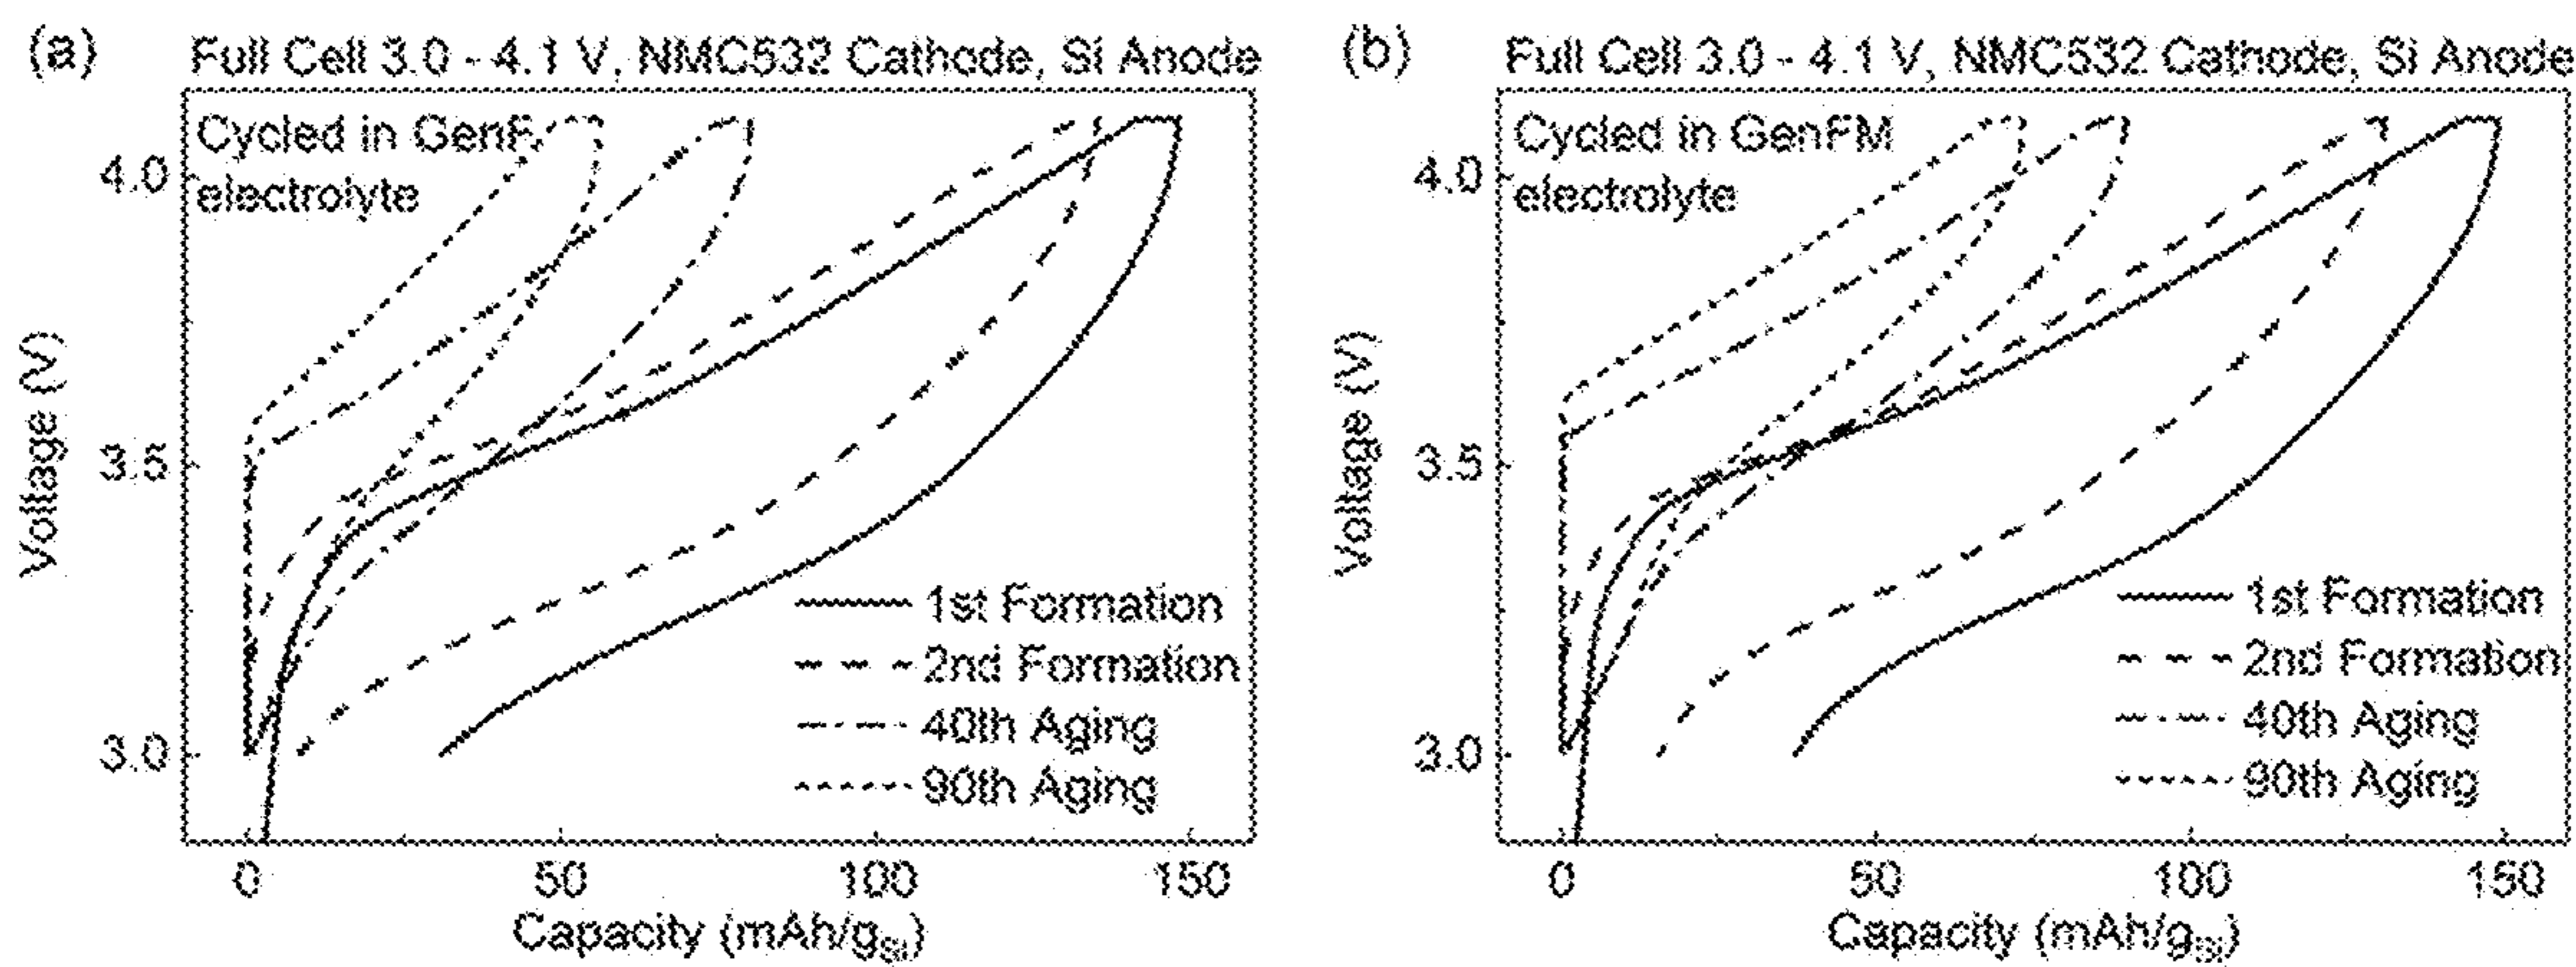 (a) Full Cell 3.0 - 4.1 V, NMC532 Cathode, Si Anode
Cycled in GenF
electrolyte
4.0
3.5
3.0
Voltage (V)
1st Formation
2nd Formation
40th Aging
90th Aging
0 50 100 150
Capacity (mAh/gSi)
(b) Full Cell 3.0 - 4.1 V, NMC532 Cathode, Si Anode
Cycled in GenFM
electrolyte
4.0
3.5
3.0
Voltage (V)
1st Formation
2nd Formation
40th Aging
90th Aging
0 50 100 150
Capacity (mAh/gSi)